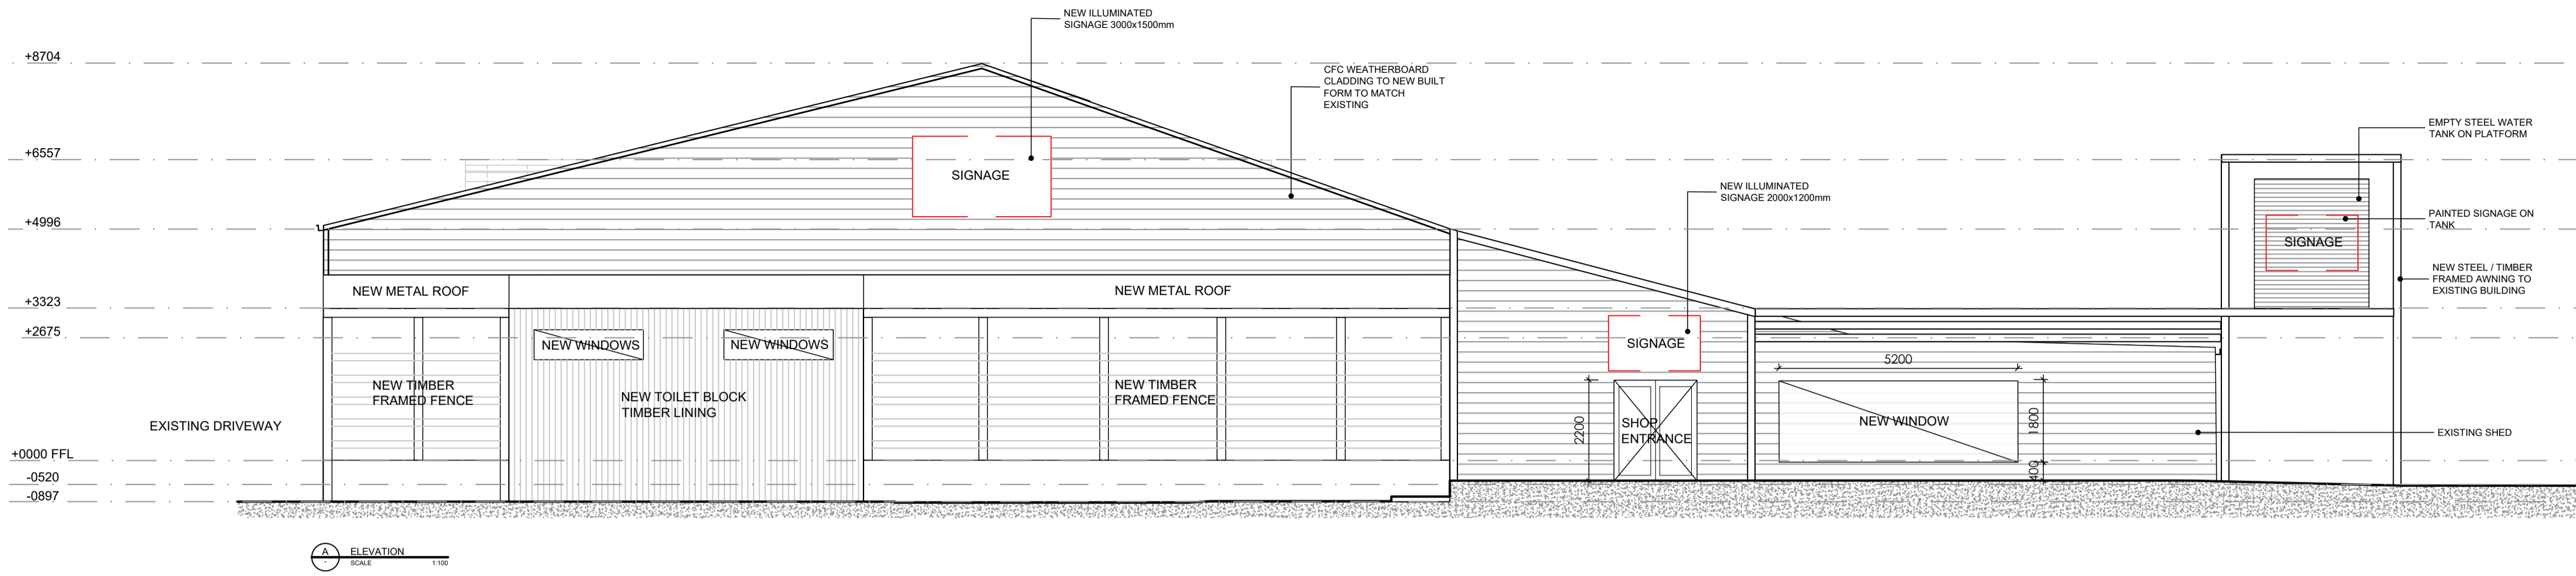 NEW ILLUMINATED
SIGNAGE 3000x1500mm
+8704
CFC WEATHERBOARD
CLADDING TO NEW BUILT
FORM TO MATCH
EXISTING
EMPTY STEEL WATER
TANK ON PLATFORM
+6557
SIGNAGE
NEW ILLUMINATED
SIGNAGE 2000x1200mm
+4996
PAINTED SIGNAGE ON
TANK
SIGNAGE
NEW STEEL / TIMBER
FRAMED AWNING TO
EXISTING BUILDING
NEW METAL ROOF
NEW METAL ROOF
+3323
+2675
NEW WINDOWS
NEW WINDOWS
SIGNAGE
5200
NEW TIMBER
FRAMED FENCE
NEW TOILET BLOCK
TIMBER LINING
NEW TIMBER
FRAMED FENCE
2200
SHOP
ENTRANCE
NEW WINDOW
1800
EXISTING DRIVEWAY
EXISTING SHED
+0000 FFL
400
-0520
-0897
A
-
ELEVATION
SCALE 1:100